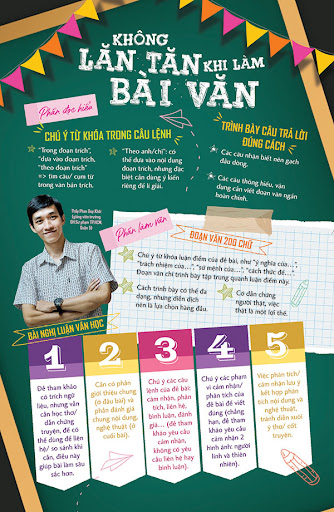 KHÔNG
LĂN TĂN KHI LÀM
BÀI VĂN
Phần đọc hiểu
CHÚ Ý TỪ KHÓA TRONG CÂU LỆNH
"Trong đoạn trích",
"dựa vào đoạn trích,
"theo đoạn trích"
=> tìm câu/ cụm từ
trong văn bản trích.
"Theo anh/chị": có
thể dựa vào nội dung
đoạn trích, nhưng đặc
biệt cần dùng ý kiến
riêng để lí giải.
TRÌNH BÀY CÂU TRẢ LỜI
ĐÚNG CÁCH
Các câu nhân biết nên gạch
đầu dòng.
Các câu thông hiểu, vận
dụng cần viết đoạn văn ngắn
hoàn chỉnh.
Phần làm văn
ĐOẠN VĂN 200 CHỮ
Chú ý từ khóa luận điểm của đề bài, như "ý nghĩa của...",
"trách nhiệm của...", "sứ mệnh của...", "cách thức để...".
Đoạn văn chỉ trình bày tập trung quanh luận điểm này.
Cách trình bày có thể đa
dạng, nhưng diễn dịch
nên là lựa chọn hàng đầu.
Có dẫn chứng
người thật, việc
thật là một lợi thế.
BÀI NGHỊ LUẬN VĂN HỌC
1
Đề tham khảo
có trích ngữ
liệu, nhưng vẫn
cần học thơ/
dẫn chứng
truyện, để có
thể dùng để liên
hệ/ so sánh khi
cần, điều này
giúp bài làm sâu
sắc hơn.
2
Cần có phần
giới thiệu chung
(ở đầu bài) và
phần đánh giá
chung nội dung,
nghệ thuật (ở
cuối bài).
3
Chú ý các câu
lệnh của đề bài:
cảm nhận, phân
tích, liên hệ,
bình luận, đánh
giá... (đề tham
khảo yêu cầu
cảm nhận,
không có yêu
cầu liên hệ hay
bình luận).
4
Chú ý các phạm
vi cảm nhận/
phân tích của
đề bài để viết
đúng (chẳng
hạn, đề tham
khảo yêu cầu
cảm nhận 2
hình ảnh: người
lính và thiên
nhiên).
5
Việc phân tích/
cảm nhận lưu ý
kết hợp phân
tích nội dung
và nghệ thuật,
tránh diễn xuôi
ý thơ/ cốt
truyện.